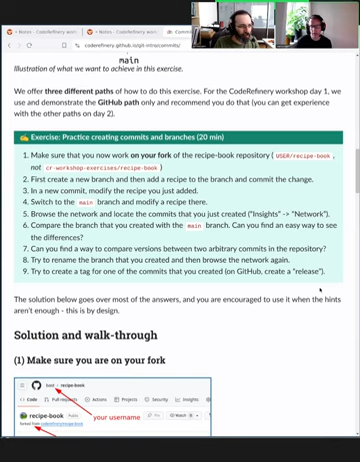 Notes - CodeRefinery wor
Notes - CodeRefinery wor
Commi
coderefinery.github.io/git-intro/commits/
main
Illustration of what we want to achieve in this exercise.
We offer three different paths of how to do this exercise. For the CodeRefinery workshop day 1, we
use and demonstrate the GitHub path only and recommend you do that (you can get experience
with the other paths on day 2).
Exercise: Practice creating commits and branches (20 min)
1. Make sure that you now work on your fork of the recipe-book repository ( USER/recipe-book ,
not cr-workshop-exercises/recipe-book )
2. First create a new branch and then add a recipe to the branch and commit the change.
3. In a new commit, modify the recipe you just added.
4. Switch to the main branch and modify a recipe there.
5. Browse the network and locate the commits that you just created ("Insights" -> "Network").
6. Compare the branch that you created with the main branch. Can you find an easy way to see
the differences?
7. Can you find a way to compare versions between two arbitrary commits in the repository?
8. Try to rename the branch that you created and then browse the network again.
9. Try to create a tag for one of the commits that you created (on GitHub, create a "release").
The solution below goes over most of the answers, and you are encouraged to use it when the hints
aren't enough - this is by design.
Solution and walk-through
(1) Make sure you are on your fork
bast / recipe-book
Code Pull requests Actions Projects Security Insights
recipe-book Public Pin Watch
your username
forked from coderefinery/recipe-book